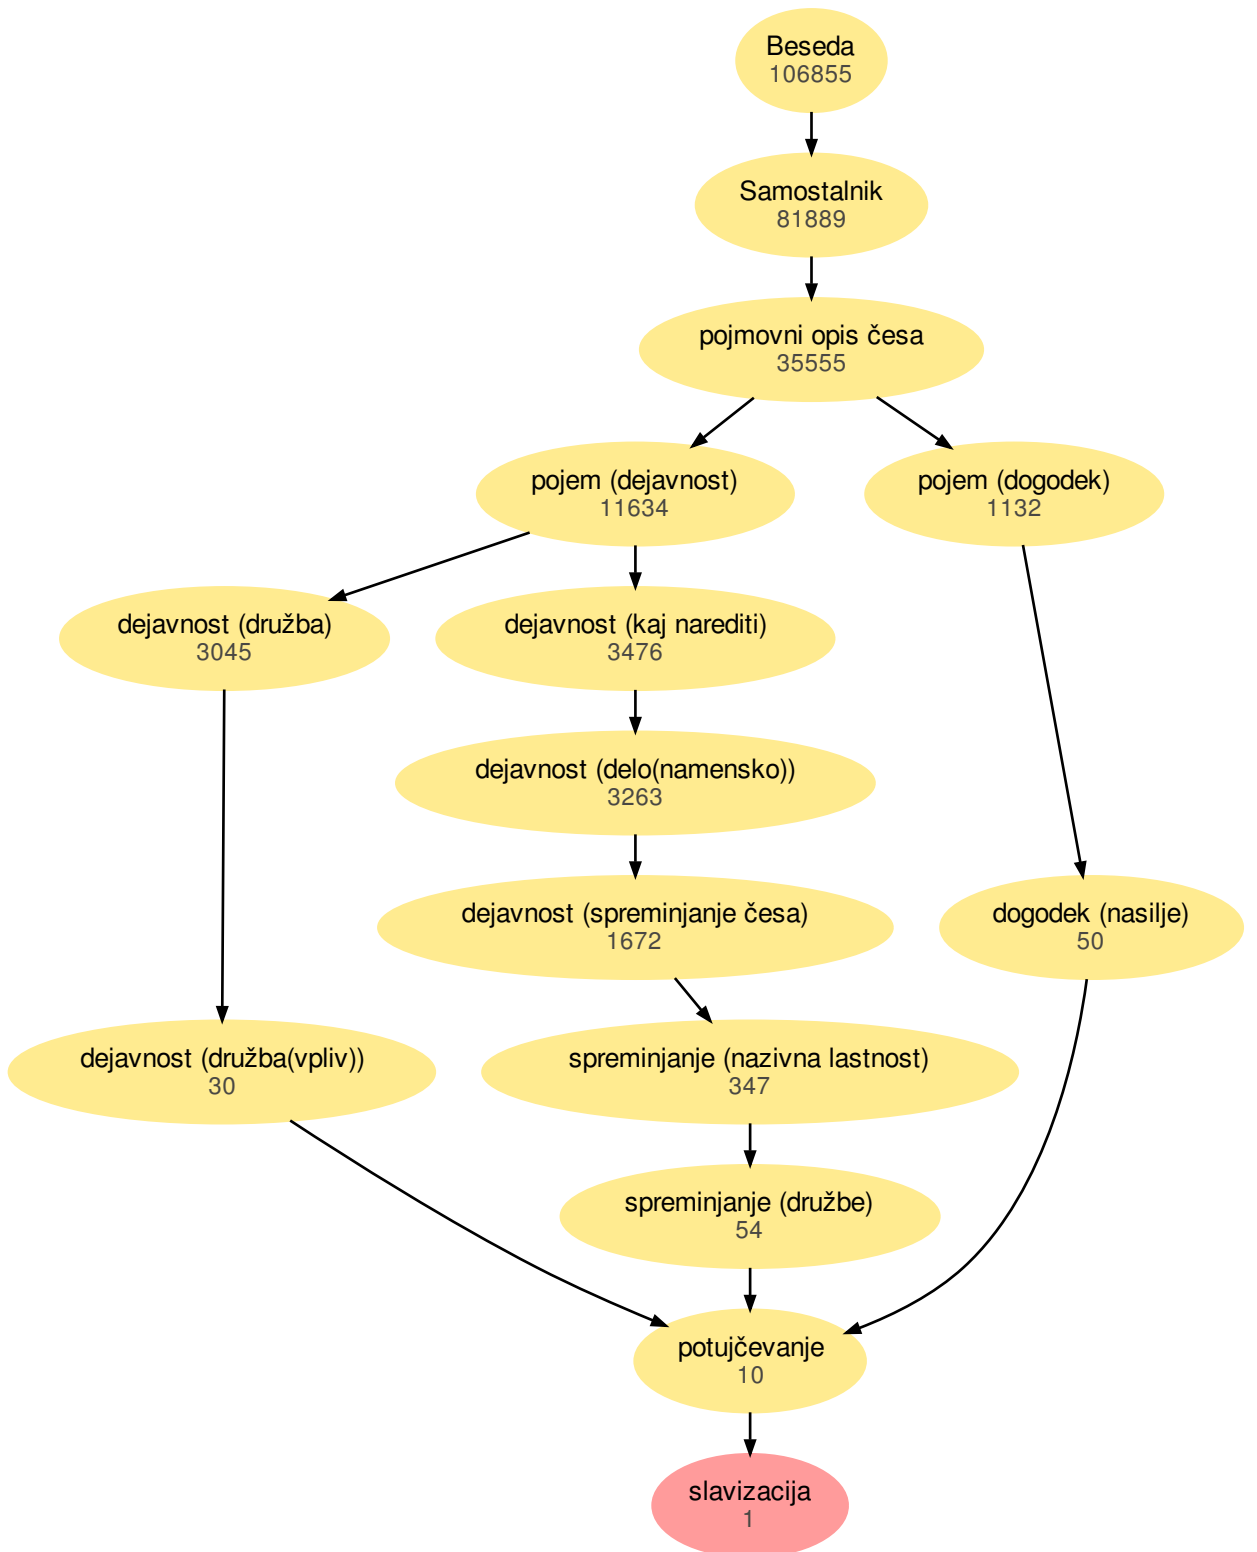 Beseda
106855
Samostalnik
81889
pojmovni opis česa
35555
pojem (dejavnost)
11634
pojem (dogodek)
1132
dejavnost (družba)
3045
dejavnost (kaj narediti)
3476
dejavnost (delo(namensko))
3263
dejavnost (spreminjanje česa)
1672
dogodek (nasilje)
50
dejavnost (družba(vpliv))
30
spreminjanje (nazivna lastnost)
347
spreminjanje (družbe)
54
potujčevanje
10
slavizacija
1